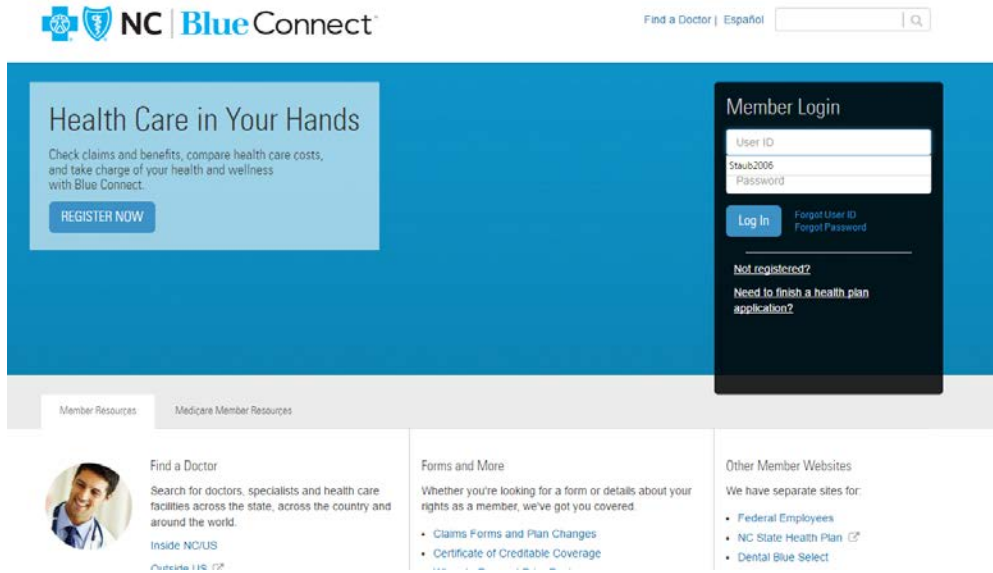 NC Blue Connect
Find a Doctor | Español
Health Care in Your Hands
Check claims and benefits, compare health care costs,
and take charge of your health and wellness
with Blue Connect.
REGISTER NOW
Member Login
User ID
Staub2006
Password
Log In
Forgot User ID
Forgot Password
Not registered?
Need to finish a health plan
application?
Member Resources
Medicare Member Resources
Find a Doctor
Search for doctors, specialists and health care
facilities across the state, across the country and
around the world.
Inside NC/US
Outside US
Forms and More
Whether you're looking for a form or details about your
rights as a member, we've got you covered.
Claims Forms and Plan Changes
Certificate of Creditable Coverage
Other Member Websites
We have separate sites for:
Federal Employees
NC State Health Plan
Dental Blue Select